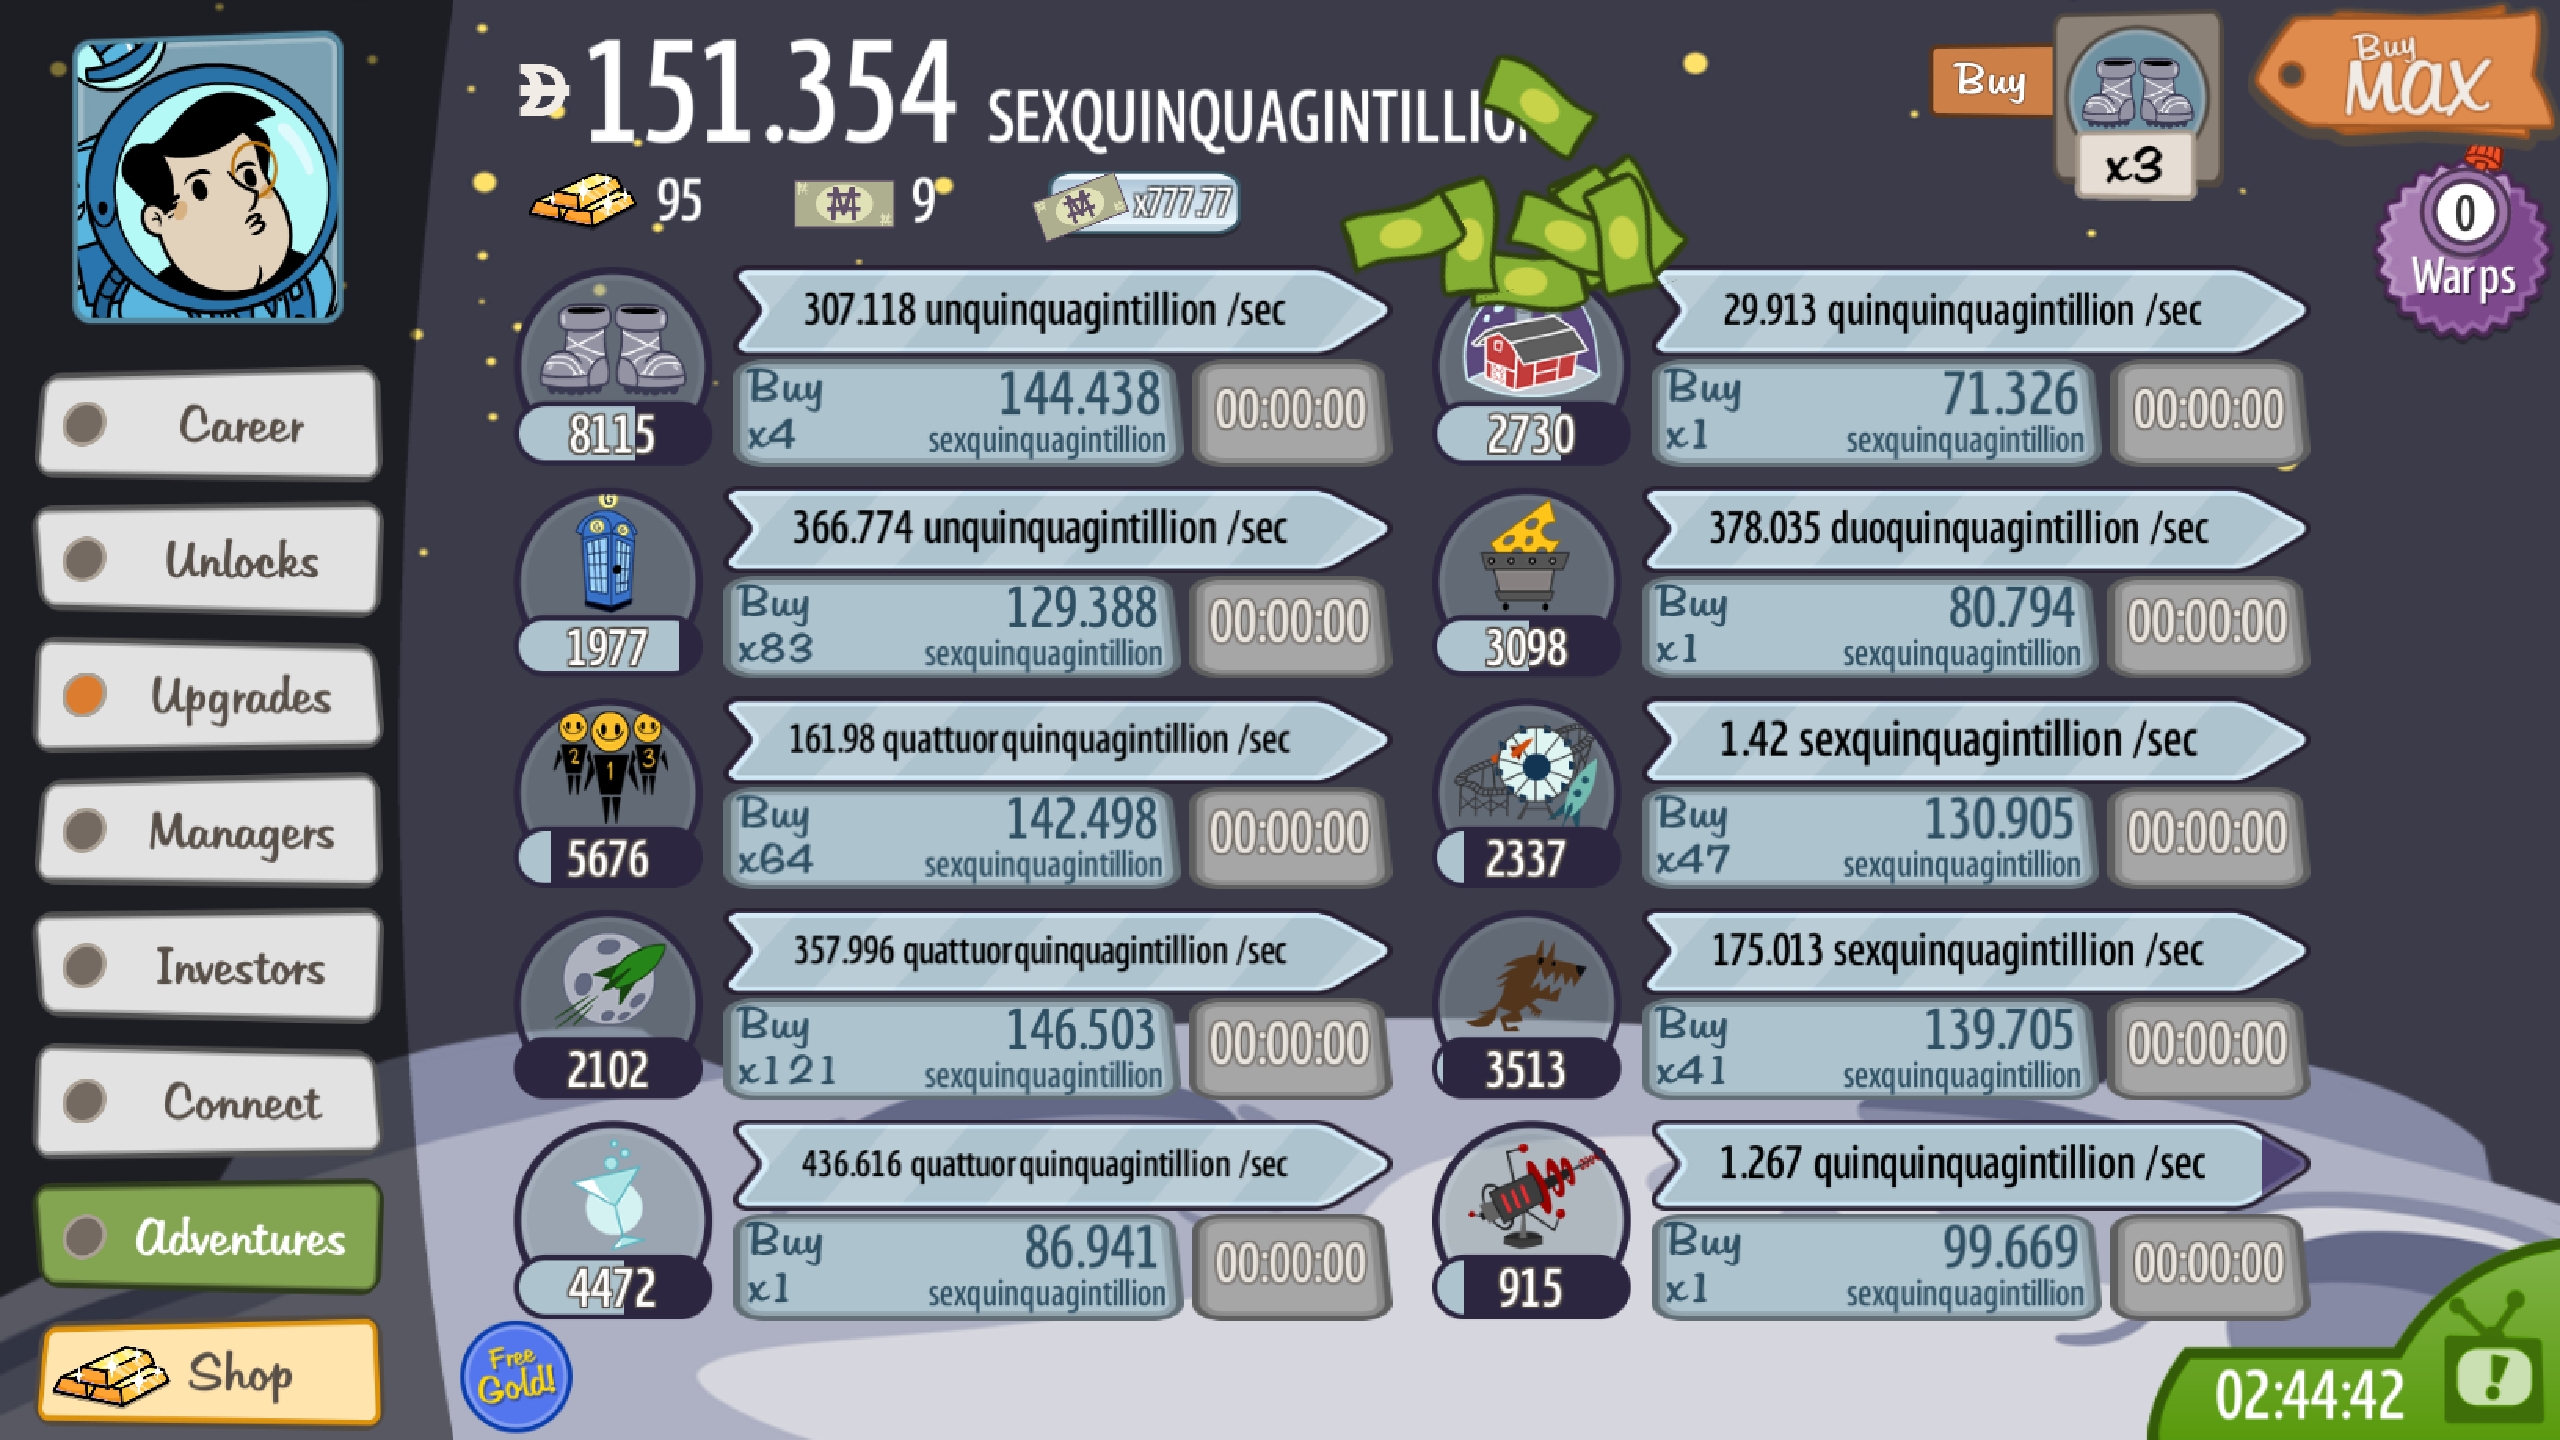 151.354 SEXQUINQUAGINTILLION
Buy
x3
Buy
MAX
95
9
x777.77
0
Warps
Career
Unlocks
Upgrades
Managers
Investors
Connect
Adventures
Shop
307.118 unquinquagintillion /sec
8115
Buy 144.438
x4 sexquinquagintillion
00:00:00
29.913 quinquinquagintillion /sec
2730
Buy 71.326
x1 sexquinquagintillion
00:00:00
366.774 unquinquagintillion /sec
1977
Buy 129.388
x83 sexquinquagintillion
00:00:00
378.035 duoquinquagintillion /sec
3098
Buy 80.794
x1 sexquinquagintillion
00:00:00
161.98 quattuorquinquagintillion /sec
2 1 3
5676
Buy 142.498
x64 sexquinquagintillion
00:00:00
1.42 sexquinquagintillion /sec
2337
Buy 130.905
x47 sexquinquagintillion
00:00:00
357.996 quattuorquinquagintillion /sec
2102
Buy 146.503
x121 sexquinquagintillion
00:00:00
175.013 sexquinquagintillion /sec
3513
Buy 139.705
x41 sexquinquagintillion
00:00:00
436.616 quattuorquinquagintillion /sec
4472
Buy 86.941
x1 sexquinquagintillion
00:00:00
1.267 quinquinquagintillion /sec
915
Buy 99.669
x1 sexquinquagintillion
00:00:00
Free
Gold!
02:44:42
!